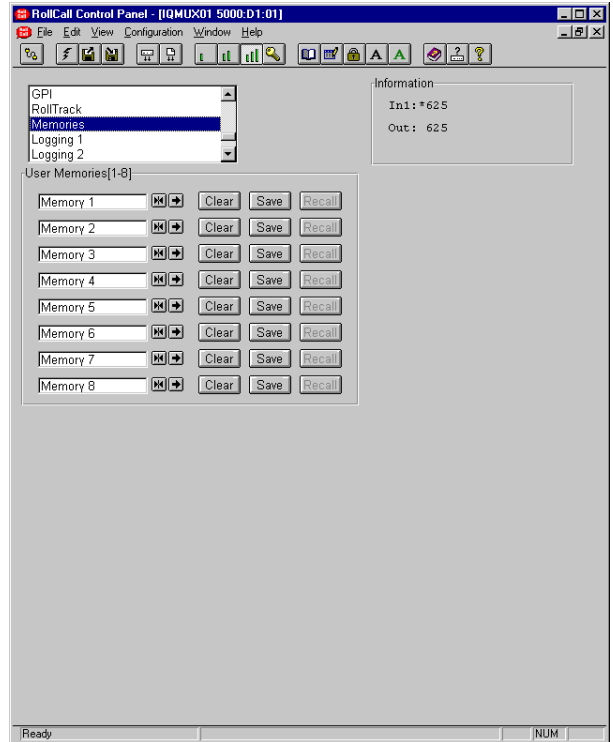 RollCall Control Panel - [IQMUX01 5000:D1:01]
File Edit View Configuration Window Help
A A
GPI
RollTrack
Memories
Logging 1
Logging 2
Information
In1:*625
Out: 625
User Memories[1-8]
Memory 1 Clear Save Recall
Memory 2 Clear Save Recall
Memory 3 Clear Save Recall
Memory 4 Clear Save Recall
Memory 5 Clear Save Recall
Memory 6 Clear Save Recall
Memory 7 Clear Save Recall
Memory 8 Clear Save Recall
Ready NUM